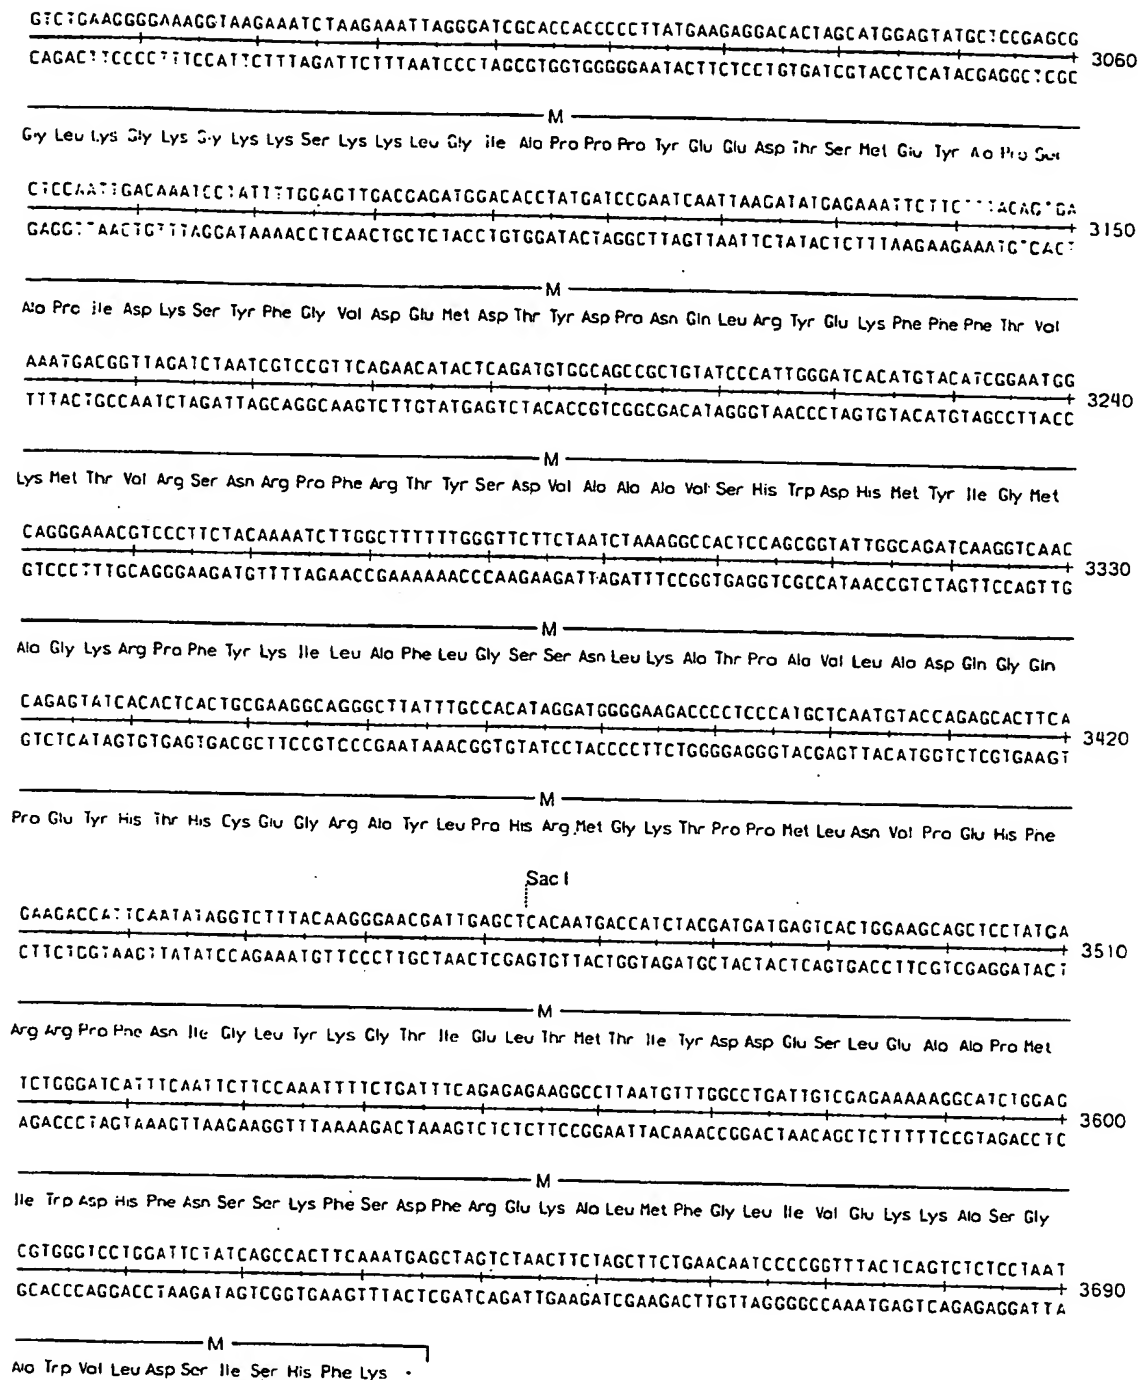 GTCTGAAGGGGAAAGGTAAGAAATCTAAGAAATTAGGGATCGCACCACCCCCTTATGAAGAGGACACTAGCATGGAGTATGCTCCGAGCG
3060
CAGACTTCCCCTTTCCATTCTTTAGATTCTTTAATCCCTAGCGTGGTGGGGGAATACTTCTCCTGTGATCGTACCTCATACGAGGCTCGC
M
Gly Leu Lys Gly Lys Gly Lys Lys Ser Lys Lys Leu Gly Ile Ala Pro Pro Pro Tyr Glu Glu Asp Thr Ser Met Glu Tyr Ala Pro Ser
CTCCAATTGACAAATCCTATTTTGGAGTTGACGAGATGGACACCTATGATCCGAATCAATTAAGATATGAGAAATTCTTC TTACAGTGA
3150
GAGGTTAACTGTTTAGGATAAAACCTCAACTGCTCTACCTGTGGATACTAGGCTTAGTTAATTCTATACTCTTTAAGAAGAAATGTCACT
M
Ala Pro Ile Asp Lys Ser Tyr Phe Gly Val Asp Glu Met Asp Thr Tyr Asp Pro Asn Gln Leu Arg Tyr Glu Lys Phe Phe Phe Thr Val
AAATGACGGTTAGATCTAATCGTCCGTTCAGAACATACTCAGATGTGGCAGCCGCTGTATCCCATTGGGATCACATGTACATCGGAATGG
3240
TTTACTGCCAATCTAGATTAGCAGGCAAGTCTTGTATGAGTCTACACCGTCGGCGACATAGGGTAACCCTAGTGTACATGTAGCCTTACC
M
Lys Met Thr Val Arg Ser Asn Arg Pro Phe Arg Thr Tyr Ser Asp Val Ala Ala Ala Val Ser His Trp Asp His Met Tyr Ile Gly Met
CAGGGAAACGTCCCTTCTACAAAATCTTGGCTTTTTTGGGTTCTTCTAATCTAAAGGCCACTCCAGCGGTATTGGCAGATCAAGGTCAAC
3330
GTCCCTTTGCAGGGAAGATGTTTTAGAACCGAAAAAACCCAAGAAGATTAGATTTCCGGTGAGGTCGCCATAACCGTCTAGTTCCAGTTG
M
Ala Gly Lys Arg Pro Phe Tyr Lys Ile Leu Ala Phe Leu Gly Ser Ser Asn Leu Lys Ala Thr Pro Ala Val Leu Ala Asp Gln Gly Gln
CAGAGTATCACACTCACTGCGAAGGCAGGGCTTATTTGCCACATAGGATGGGGAAGACCCCTCCCATGCTCAATGTACCAGAGCACTTCA
3420
GTCTCATAGTGTGAGTGACGCTTCCGTCCCGAATAAACGGTGTATCCTACCCCTTCTGGGGAGGGTACGAGTTACATGGTCTCGTGAAGT
M
Pro Glu Tyr His Thr His Cys Glu Gly Arg Ala Tyr Leu Pro His Arg Met Gly Lys Thr Pro Pro Met Leu Asn Val Pro Glu His Phe
Sac I
GAAGACCATTCAATATAGGTCTTTACAAGGGAACGATTGAGCTCACAATGACCATCTACGATGATGAGTCACTGGAAGCAGCTCCTATGA
3510
CTTCTGGTAAGTTATATCCAGAAATGTTCCCTTGCTAACTCGAGTGTTACTGGTAGATGCTACTACTCAGTGACCTTCGTCGAGGATACT
M
Arg Arg Pro Phe Asn Ile Gly Leu Tyr Lys Gly Thr Ile Glu Leu Thr Met Thr Ile Tyr Asp Asp Glu Ser Leu Glu Ala Ala Pro Met
TCTGGGATCATTTCAATTCTTCCAAATTTTCTGATTTCAGAGAGAAGGCCTTAATGTTTGGCCTGATTGTCGAGAAAAAGGCATCTGGAG
3600
AGACCCTAGTAAAGTTAAGAAGGTTTAAAAGACTAAAGTCTCTCTTCCGGAATTACAAACCGGACTAACAGCTCTTTTTCCGTAGACCTC
M
Ile Trp Asp His Phe Asn Ser Ser Lys Phe Ser Asp Phe Arg Glu Lys Ala Leu Met Phe Gly Leu Ile Val Glu Lys Lys Ala Ser Gly
CGTGGGTCCTGGATTCTATCAGCCACTTCAAATGAGCTAGTCTAACTTCTAGCTTCTGAACAATCCCCGGTTTACTCAGTCTCTCCTAAT
3690
GCACCCAGGACCTAAGATAGTCGGTGAAGTTTACTCGATCAGATTGAAGATCGAAGACTTGTTAGGGGCCAAATGAGTCAGAGAGGATTA
M
Ala Trp Val Leu Asp Ser Ile Ser His Phe Lys •